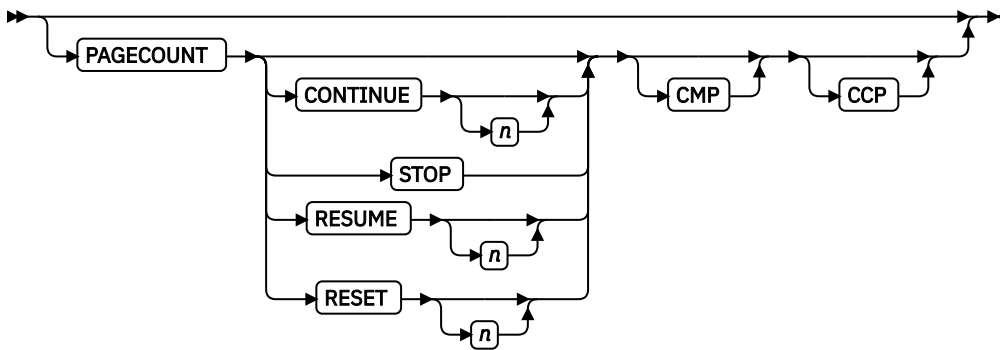 PAGECOUNT
CONTINUE
CMP
CCP
n
STOP
RESUME
n
RESET
n